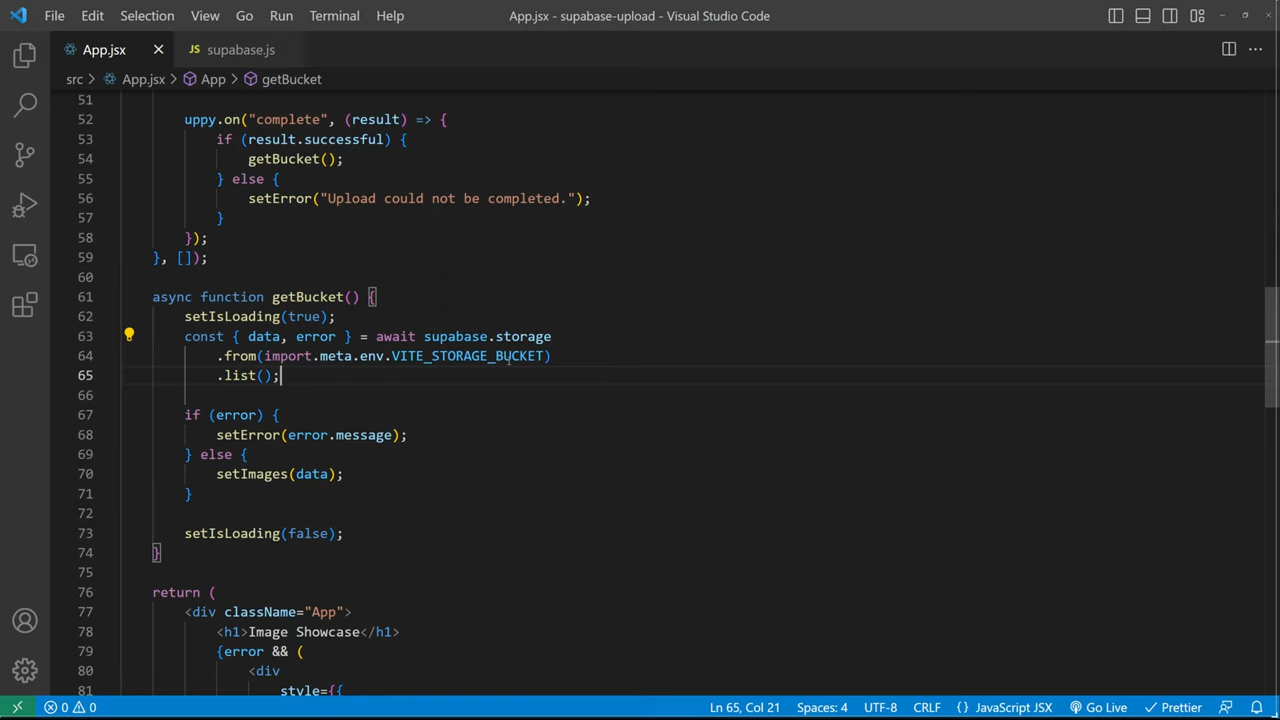 File Edit Selection View Go Run Terminal Help App.jsx - supabase-upload - Visual Studio Code
App.jsx JS supabase.js
src > App.jsx > App > getBucket
51
52 uppy.on("complete", (result) => {
53 if (result.successful) {
54 getBucket();
55 } else {
56 setError("Upload could not be completed.");
57 }
58 });
59 }, []);
60
61 async function getBucket() {
62 setIsLoading(true);
63 const { data, error } = await supabase.storage
64 .from(import.meta.env.VITE_STORAGE_BUCKET)
65 .list();
66
67 if (error) {
68 setError(error.message);
69 } else {
70 setImages(data);
71 }
72
73 setIsLoading(false);
74 }
75
76 return (
77 <div className="App">
78 <h1>Image Showcase</h1>
79 {error && (
80 <div
81 style={{
0 0 Ln 65, Col 21 Spaces: 4 UTF-8 CRLF {} JavaScript JSX Go Live Prettier